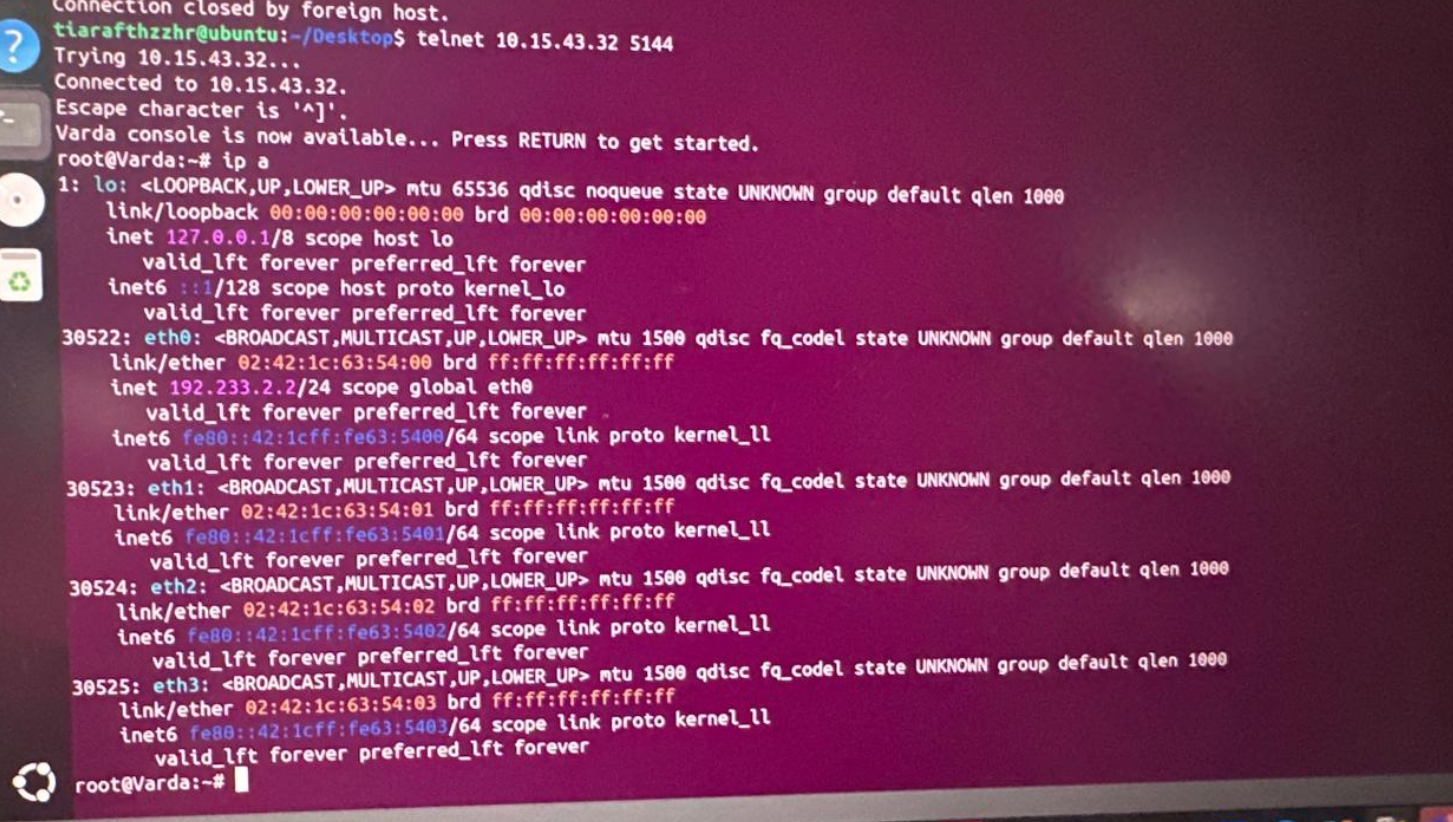 Connection closed by foreign host.
tiarafthzzhr@ubuntu:~/Desktop$ telnet 10.15.43.32 5144
Trying 10.15.43.32...
Connected to 10.15.43.32.
Escape character is '^]'.
Varda console is now available... Press RETURN to get started.
root@Varda:~# ip a
1: lo: <LOOPBACK,UP,LOWER_UP> mtu 65536 qdisc noqueue state UNKNOWN group default qlen 1000
    link/loopback 00:00:00:00:00:00 brd 00:00:00:00:00:00
    inet 127.0.0.1/8 scope host lo
       valid_lft forever preferred_lft forever
    inet6 ::1/128 scope host proto kernel_lo
       valid_lft forever preferred_lft forever
30522: eth0: <BROADCAST,MULTICAST,UP,LOWER_UP> mtu 1500 qdisc fq_codel state UNKNOWN group default qlen 1000
    link/ether 02:42:1c:63:54:00 brd ff:ff:ff:ff:ff:ff
    inet 192.233.2.2/24 scope global eth0
       valid_lft forever preferred_lft forever
    inet6 fe80::42:1cff:fe63:5400/64 scope link proto kernel_ll
       valid_lft forever preferred_lft forever
30523: eth1: <BROADCAST,MULTICAST,UP,LOWER_UP> mtu 1500 qdisc fq_codel state UNKNOWN group default qlen 1000
    link/ether 02:42:1c:63:54:01 brd ff:ff:ff:ff:ff:ff
    inet6 fe80::42:1cff:fe63:5401/64 scope link proto kernel_ll
       valid_lft forever preferred_lft forever
30524: eth2: <BROADCAST,MULTICAST,UP,LOWER_UP> mtu 1500 qdisc fq_codel state UNKNOWN group default qlen 1000
    link/ether 02:42:1c:63:54:02 brd ff:ff:ff:ff:ff:ff
    inet6 fe80::42:1cff:fe63:5402/64 scope link proto kernel_ll
       valid_lft forever preferred_lft forever
30525: eth3: <BROADCAST,MULTICAST,UP,LOWER_UP> mtu 1500 qdisc fq_codel state UNKNOWN group default qlen 1000
    link/ether 02:42:1c:63:54:03 brd ff:ff:ff:ff:ff:ff
    inet6 fe80::42:1cff:fe63:5403/64 scope link proto kernel_ll
       valid_lft forever preferred_lft forever
root@Varda:~#